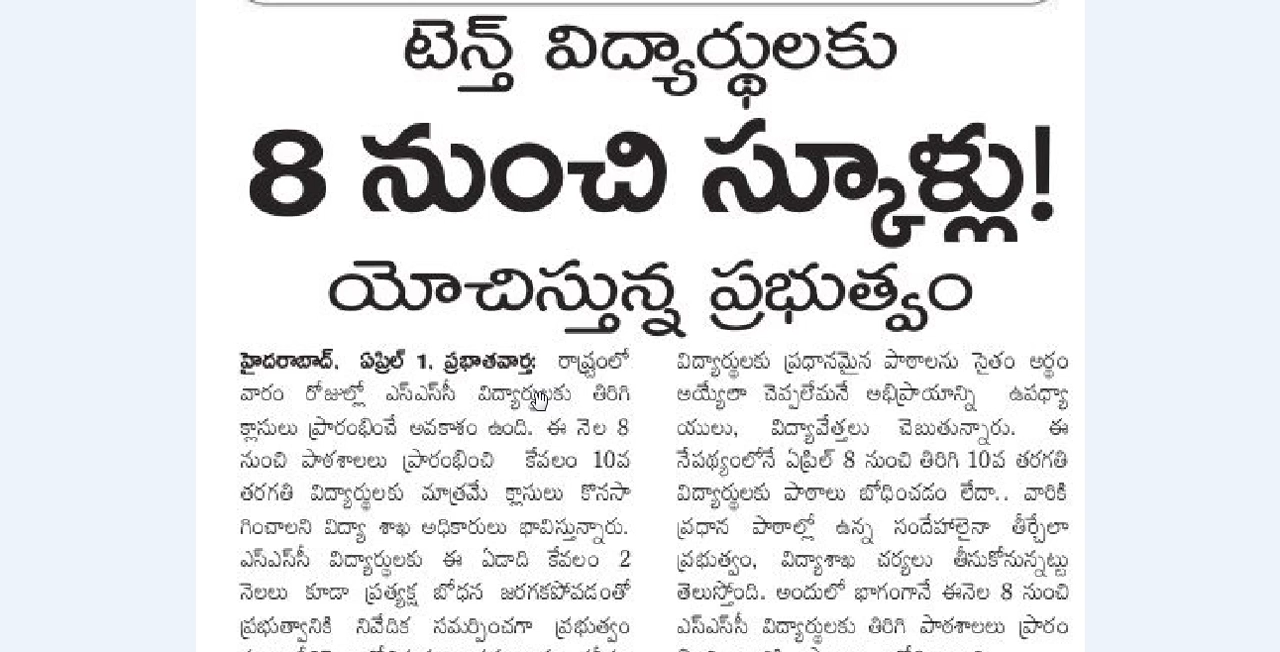 టెన్త్ విద్యార్థులకు
8 నుంచి స్కూళ్లు!
యోచిస్తున్న ప్రభుత్వం
హైదరాబాద్, ఏప్రిల్ 1, ప్రభాతవార్త: రాష్ట్రంలో
వారం రోజుల్లో ఎస్ఎస్‌సీ విద్యార్థులకు తిరిగి
క్లాసులు ప్రారంభించే అవకాశం ఉంది. ఈ నెల 8
నుంచి పాఠశాలలు ప్రారంభించి కేవలం 10వ
తరగతి విద్యార్థులకు మాత్రమే క్లాసులు కొనసా
గించాలని విద్యా శాఖ అధికారులు భావిస్తున్నారు.
ఎస్ఎస్‌సీ విద్యార్థులకు ఈ ఏడాది కేవలం 2
నెలలు కూడా ప్రత్యక్ష బోధన జరగకపోవడంతో
ప్రభుత్వానికి నివేదిక సమర్పించగా ప్రభుత్వం
విద్యార్థులకు ప్రధానమైన పాఠాలను సైతం అర్థం
అయ్యేలా చెప్పలేమనే అభిప్రాయాన్ని ఉపధ్యా
యులు, విద్యావేత్తలు చెబుతున్నారు. ఈ
నేపథ్యంలోనే ఏప్రిల్ 8 నుంచి తిరిగి 10వ తరగతి
విద్యార్థులకు పాఠాలు బోధించడం లేదా.. వారికి
ప్రధాన పాఠాల్లో ఉన్న సందేహాలైనా తీర్చేలా
ప్రభుత్వం, విద్యాశాఖ చర్యలు తీసుకోనున్నట్టు
తెలుస్తోంది. అందులో భాగంగానే ఈనెల 8 నుంచి
ఎస్ఎస్‌సీ విద్యార్థులకు తిరిగి పాఠశాలలు ప్రారం